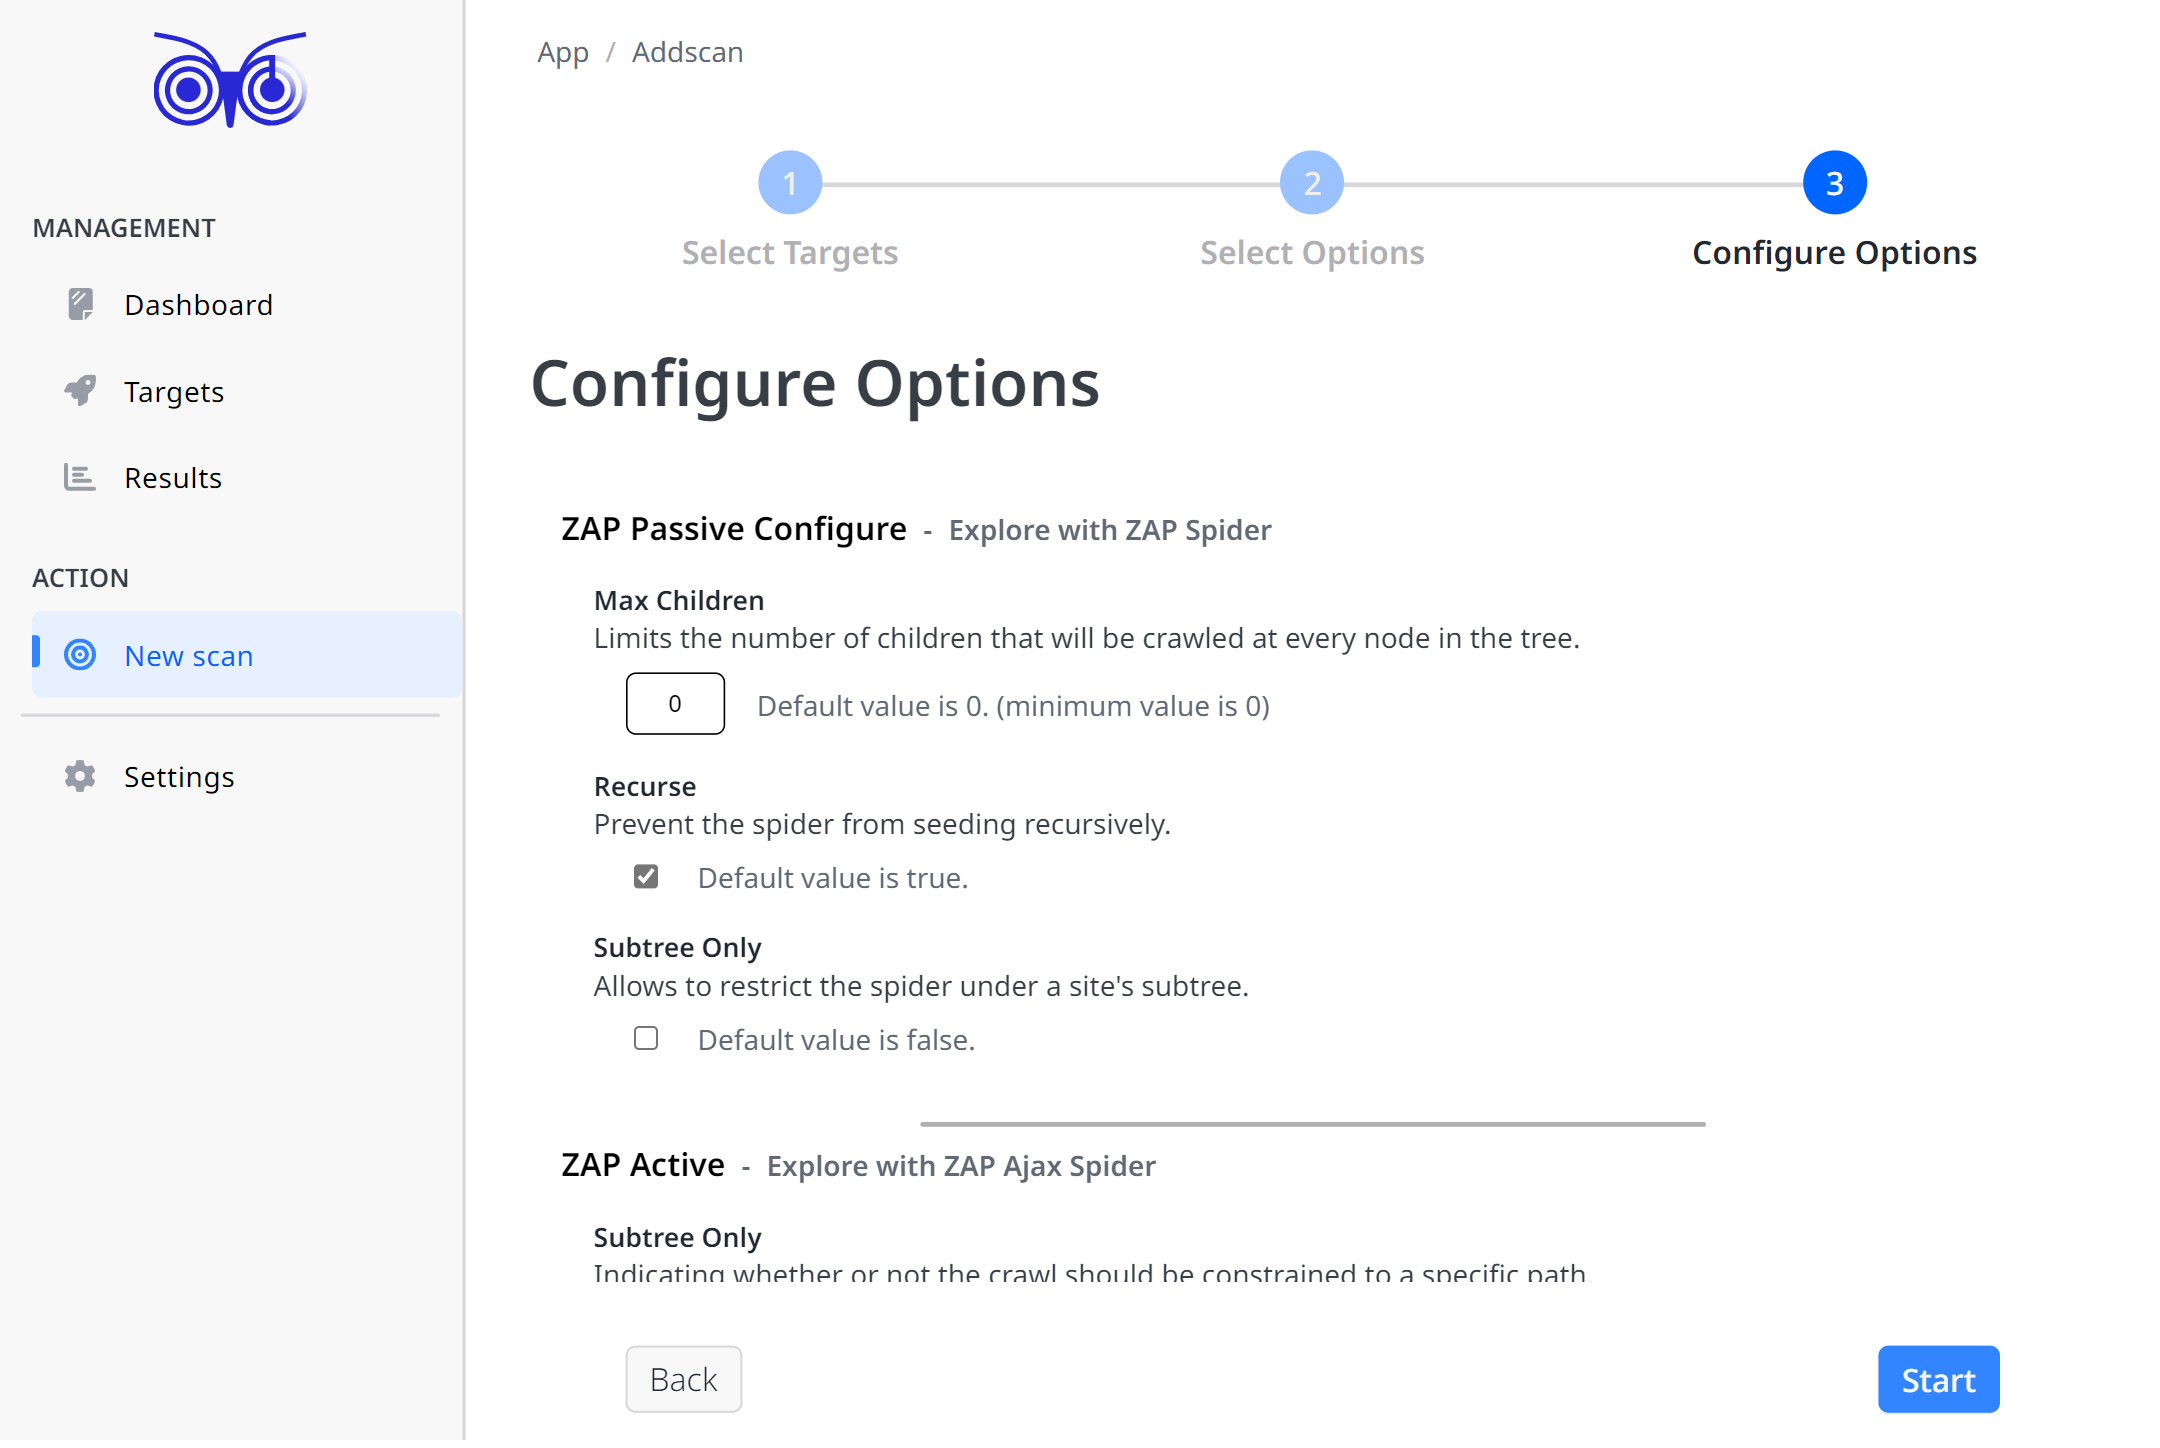 MANAGEMENT
Dashboard
Targets
Results
ACTION
New scan
Settings
App / Addscan
1 2 3
Select Targets Select Options Configure Options
Configure Options
ZAP Passive Configure - Explore with ZAP Spider
Max Children
Limits the number of children that will be crawled at every node in the tree.
0 Default value is 0. (minimum value is 0)
Recurse
Prevent the spider from seeding recursively.
Default value is true.
Subtree Only
Allows to restrict the spider under a site's subtree.
Default value is false.
ZAP Active - Explore with ZAP Ajax Spider
Subtree Only
Indicating whether or not the crawl should be constrained to a specific path.
Back Start